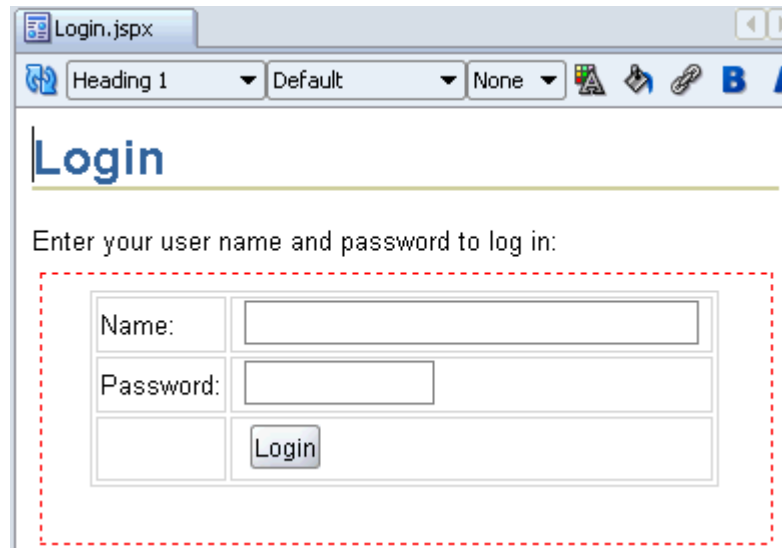 Login.jspx
Heading 1 Default None A B
Login
Enter your user name and password to log in:
Name:
Password:
Login